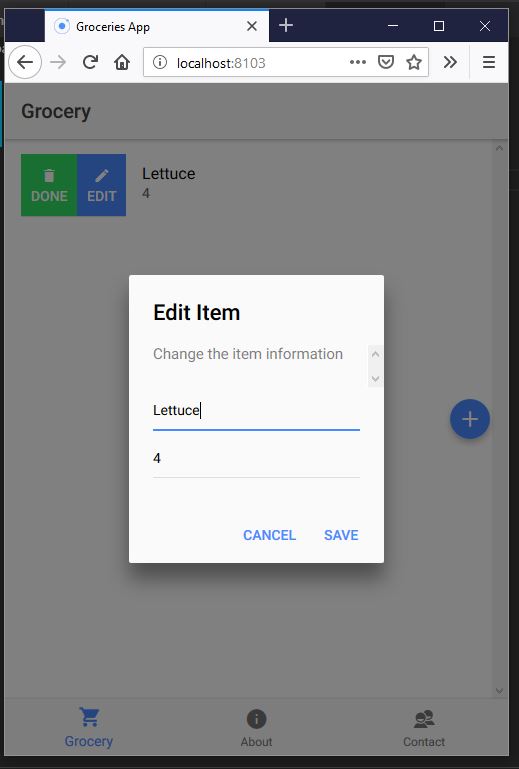 Groceries App
localhost:8103
Grocery
Lettuce
4
DONE
EDIT
Edit Item
Change the item information
Lettuce
4
CANCEL
SAVE
Grocery
About
Contact